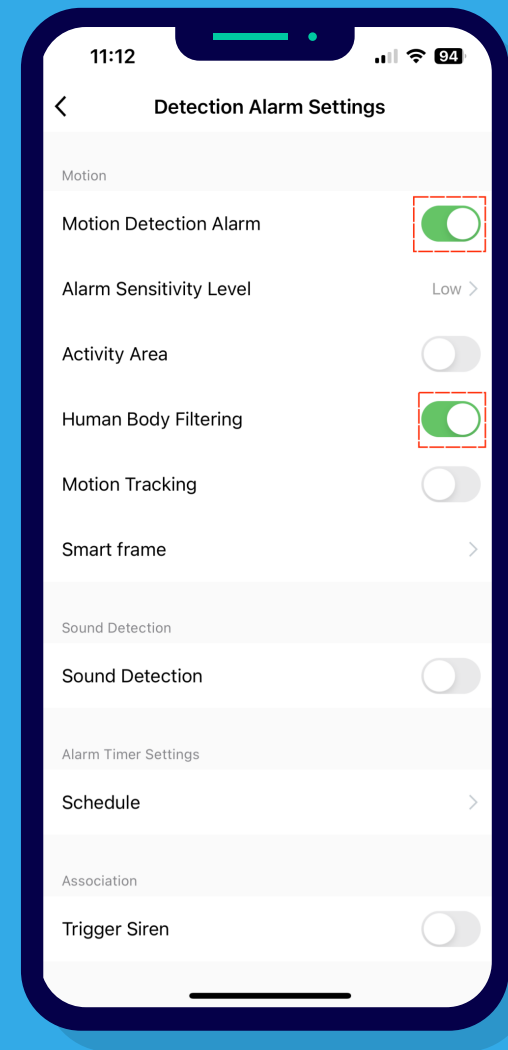 11:12
94
Detection Alarm Settings
Motion
Motion Detection Alarm
Alarm Sensitivity Level Low
Activity Area
Human Body Filtering
Motion Tracking
Smart frame
Sound Detection
Sound Detection
Alarm Timer Settings
Schedule
Association
Trigger Siren